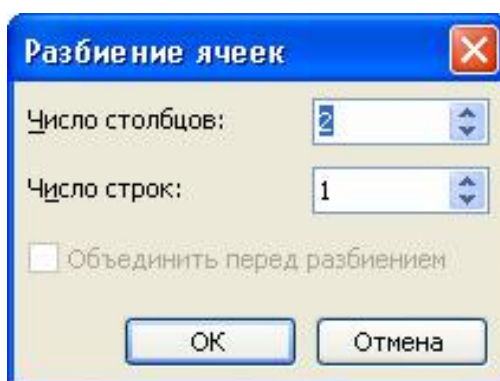 Разбиение ячеек
Число столбцов: 2
Число строк: 1
Объединить перед разбиением
ОК Отмена